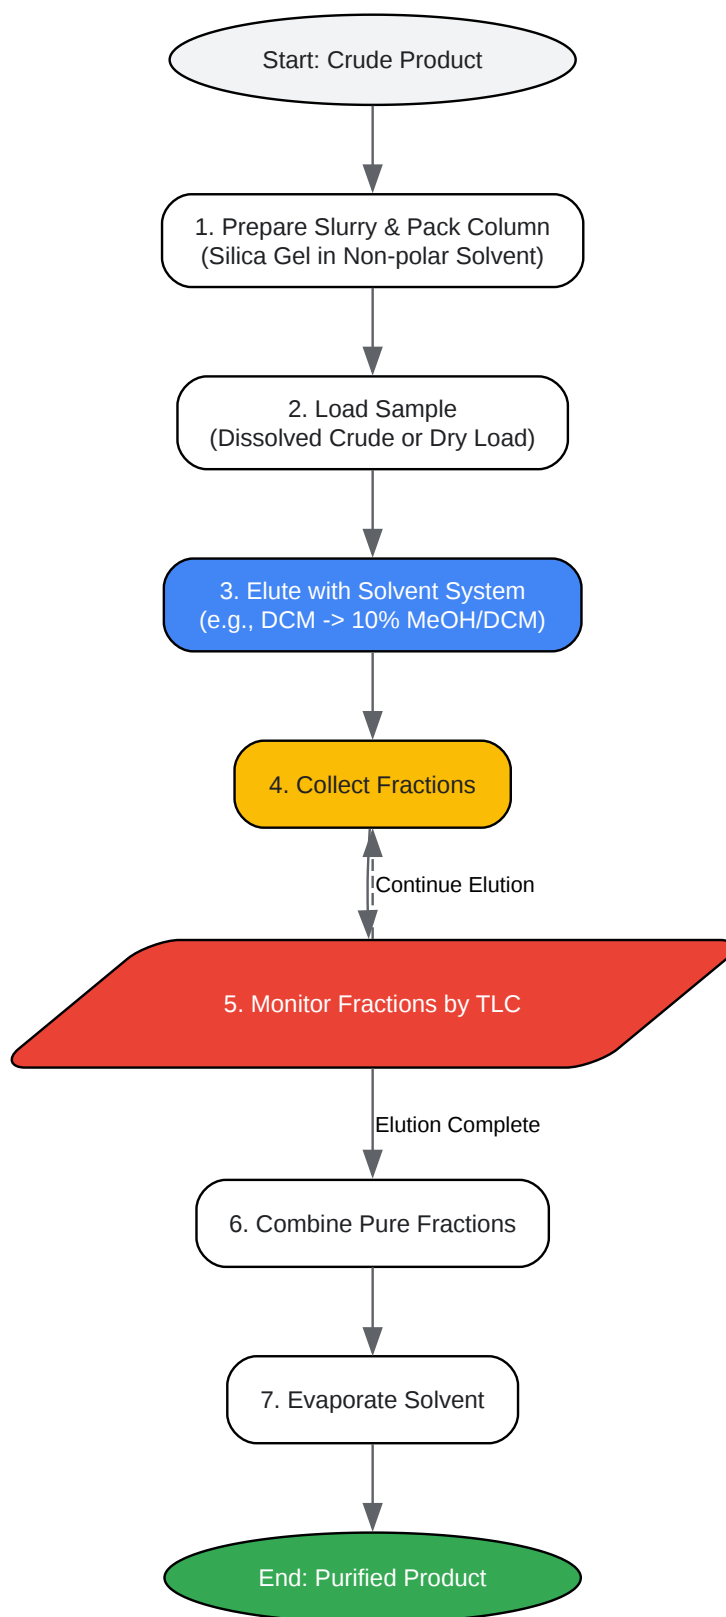 Start: Crude Product
1. Prepare Slurry & Pack Column
(Silica Gel in Non-polar Solvent)
2. Load Sample
(Dissolved Crude or Dry Load)
3. Elute with Solvent System
(e.g., DCM -> 10% MeOH/DCM)
4. Collect Fractions
Continue Elution
5. Monitor Fractions by TLC
Elution Complete
6. Combine Pure Fractions
7. Evaporate Solvent
End: Purified Product